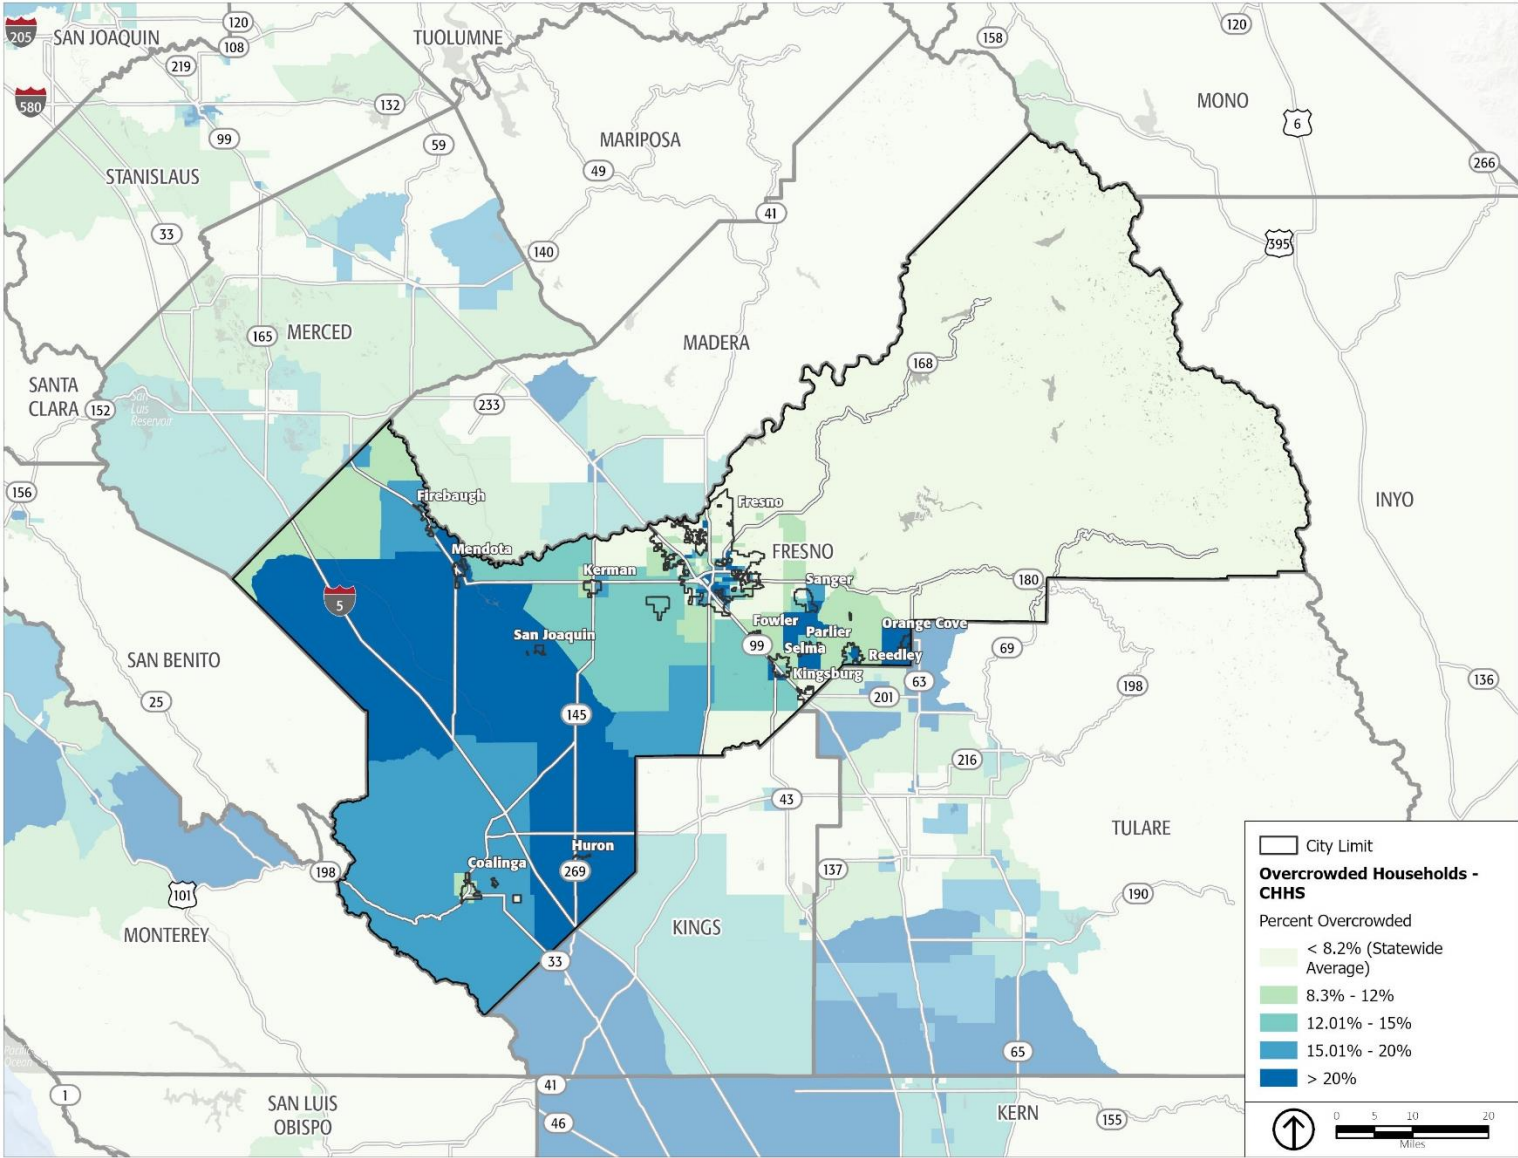 120
205
SAN JOAQUIN
108
TUOLUMNE
158
120
219
580
132
MONO
6
99
59
MARIPOSA
49
266
STANISLAUS
33
41
140
395
165
MERCED
MADERA
168
SANTA
CLARA
152
San
Luis
Reservoir
233
156
Firebaugh
Fresno
INYO
Mendota
FRESNO
Kerman
Sanger
180
5
San Joaquin
Fowler
Parlier
Orange Cove
99
Selma
Reedley
69
SAN BENITO
Kingsburg
63
198
136
25
201
145
216
43
TULARE
Huron
Coalinga
198
269
137
101
190
MONTEREY
KINGS
33
65
Pacific
Ocean
1
41
SAN LUIS
OBISPO
46
KERN
155
City Limit
Overcrowded Households -
CHHS
Percent Overcrowded
< 8.2% (Statewide
Average)
8.3% - 12%
12.01% - 15%
15.01% - 20%
> 20%
0 5 10 20
Miles